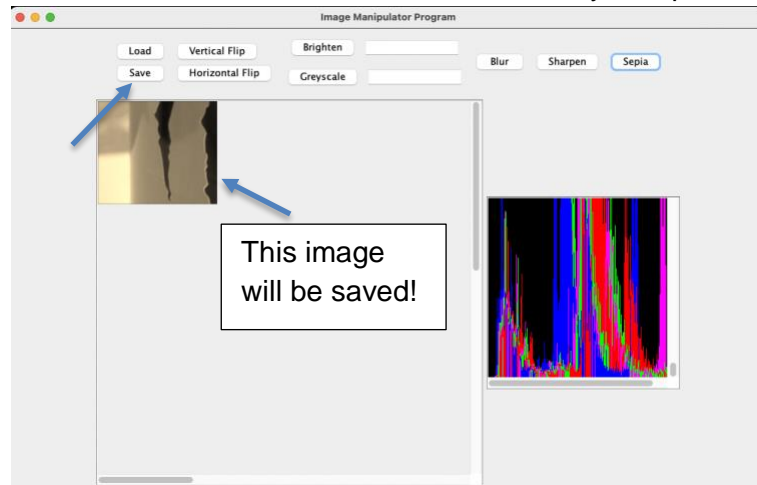 Image Manipulator Program
Load Vertical Flip Brighten
Save Horizontal Flip Greyscale
Blur Sharpen Sepia
This image
will be saved!